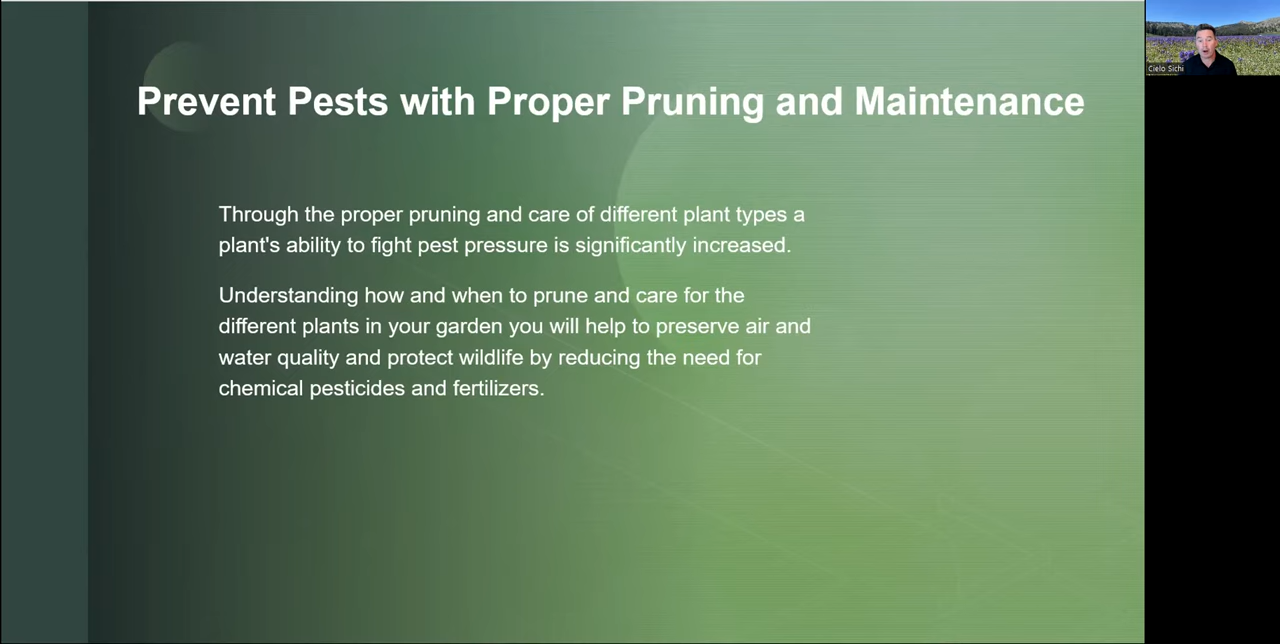 Prevent Pests with Proper Pruning and Maintenance
Through the proper pruning and care of different plant types a
plant's ability to fight pest pressure is significantly increased.
Understanding how and when to prune and care for the
different plants in your garden you will help to preserve air and
water quality and protect wildlife by reducing the need for
chemical pesticides and fertilizers.
Cielo Sichi